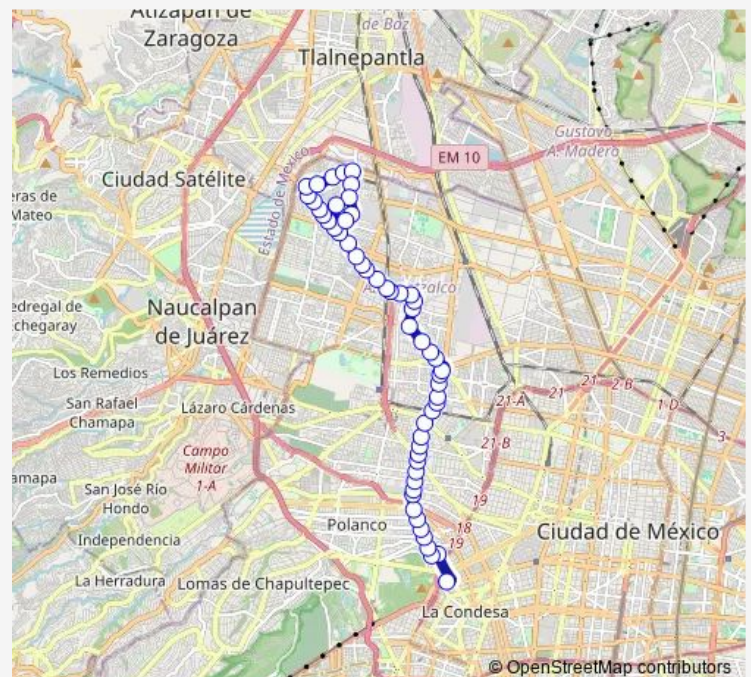 Atizapán de
Zaragoza
de Baz
Tlalnepantla
Gustavo
A. Madero
EM 10
Ciudad Satélite
Estado de México
eras de
Mateo
edregal de
chegaray
Naucalpan
de Juárez
Los Remedios
San Rafael
Chamapa
Lázaro Cárdenas
21-A
21
21
2-B
1-D
3
21-B
Campo
Militar
1-A
amapa
San José Río
Hondo
19
Polanco
18
19
Ciudad de México
Independencia
La Herradura
Lomas de Chapultepec
La Condesa
© OpenStreetMap contributors